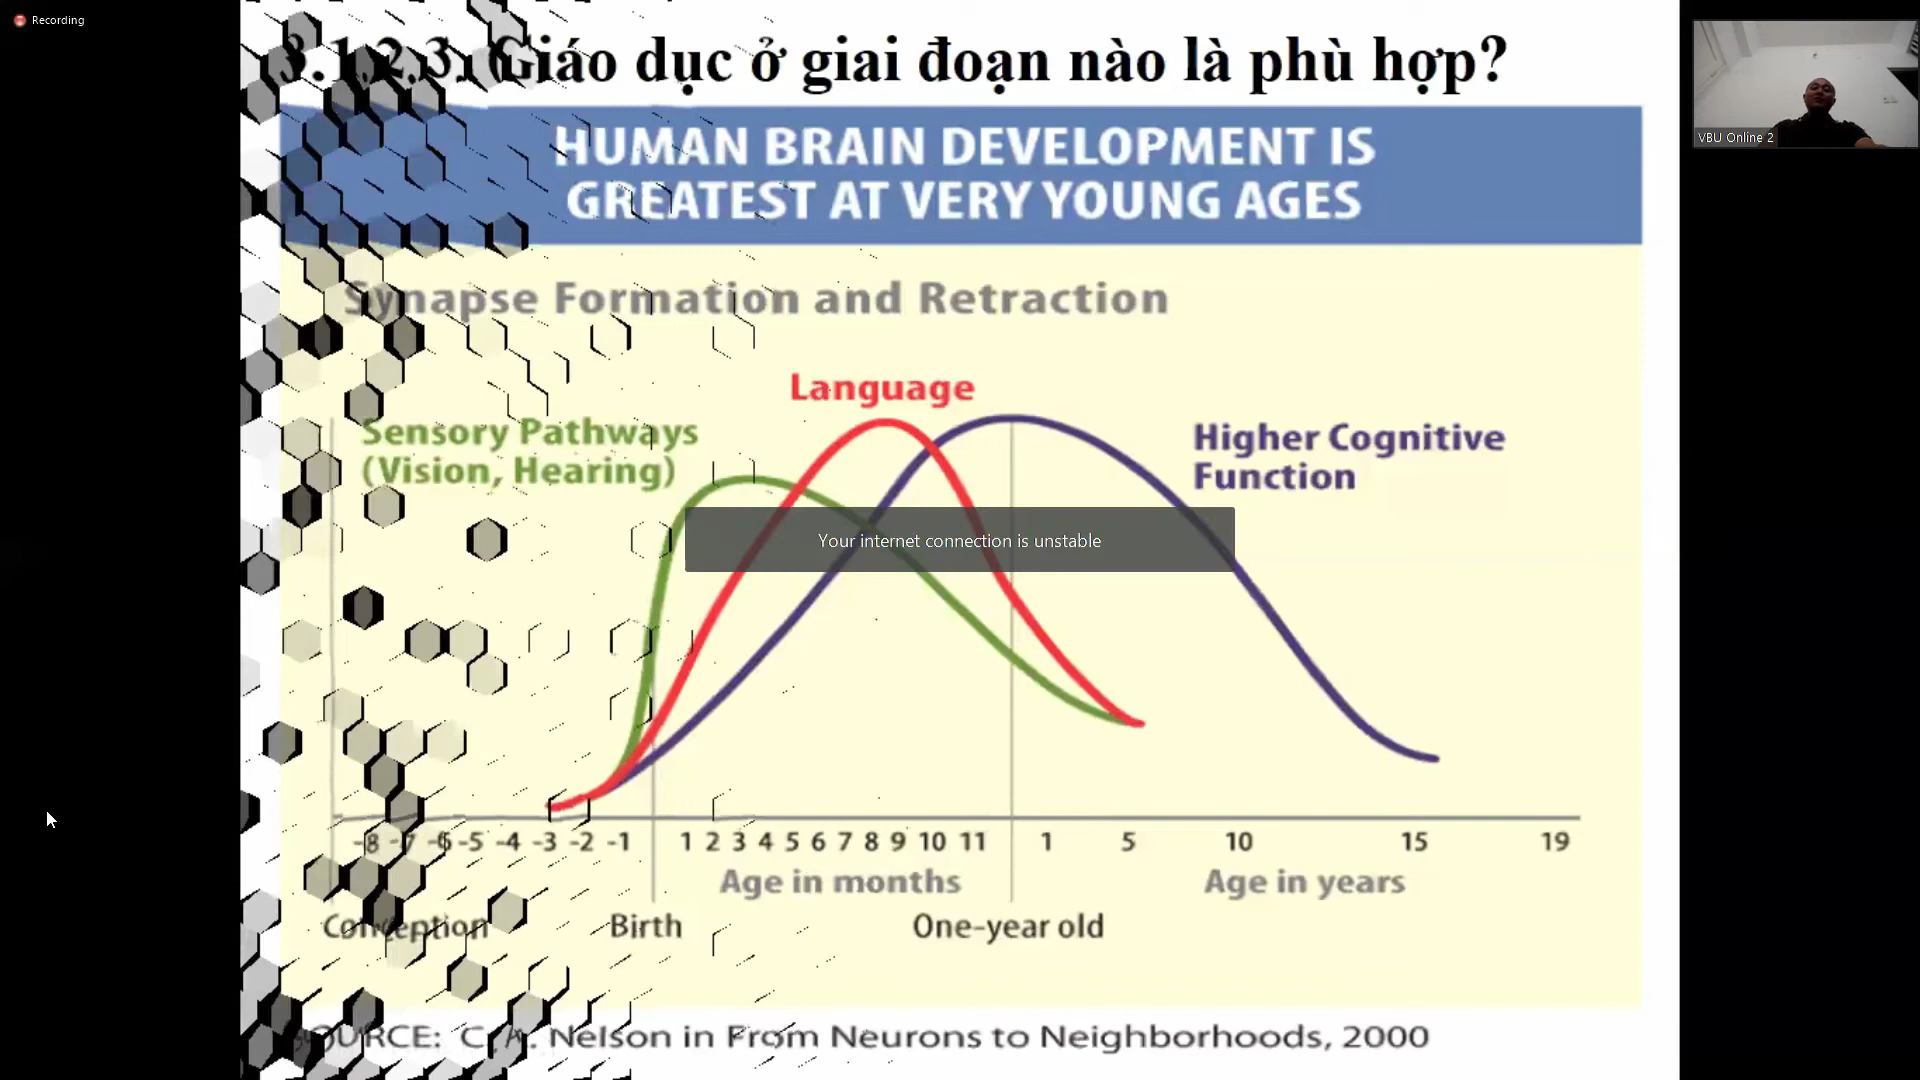 Recording
3.1.2.3. Giáo dục ở giai đoạn nào là phù hợp?
VBU Online 2
HUMAN BRAIN DEVELOPMENT IS
GREATEST AT VERY YOUNG AGES
Synapse Formation and Retraction
Language
Sensory Pathways
(Vision, Hearing)
Higher Cognitive
Function
Your internet connection is unstable
-8 -7 -6 -5 -4 -3 -2 -1 1 2 3 4 5 6 7 8 9 10 11 1 5 10 15 19
Age in months Age in years
Conception Birth One-year old
SOURCE: C. A. Nelson in From Neurons to Neighborhoods, 2000